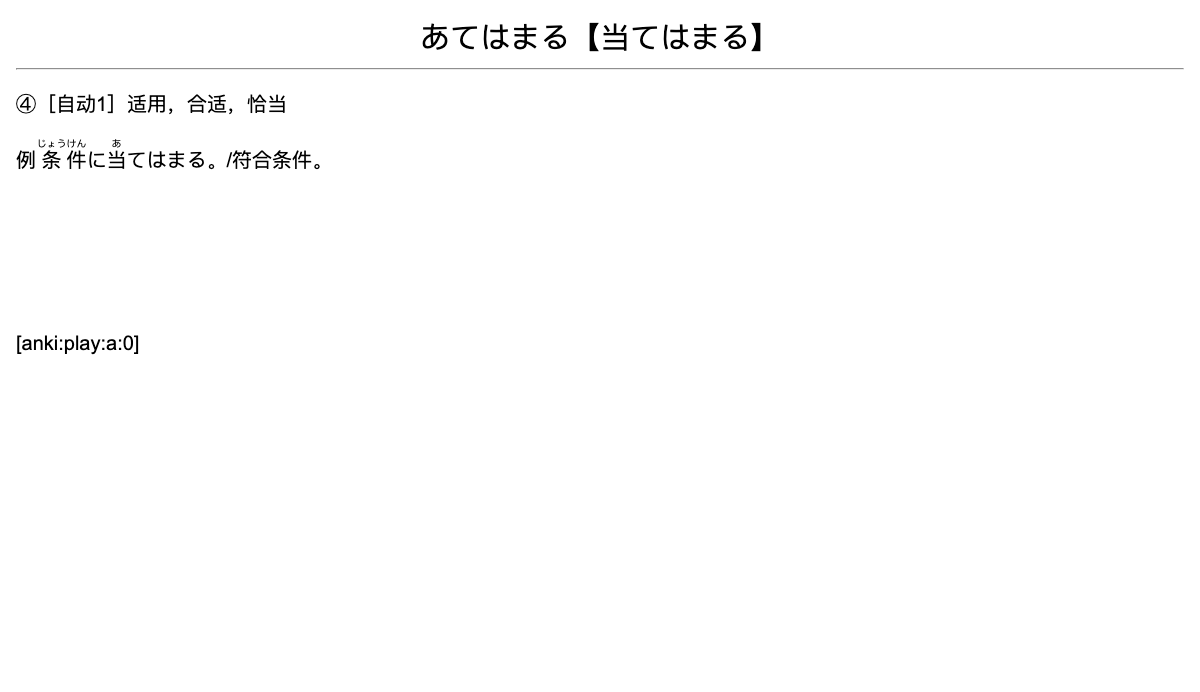 あてはまる【当てはまる】
④［自动1］适用，合适，恰当
じょうけん あ
例 条件に当てはまる。/符合条件。
[anki:play:a:0]